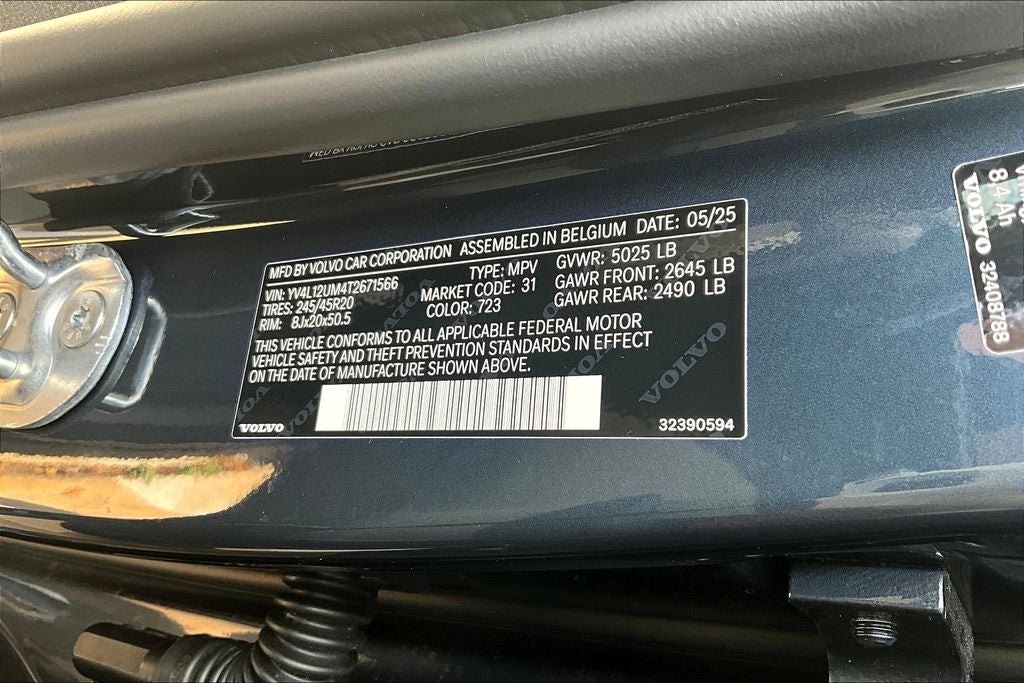 MFD BY VOLVO CAR CORPORATION ASSEMBLED IN BELGIUM DATE: 05/25
VIN: YV4L12UM4T2671566 TYPE: MPV GVWR: 5025 LB
TIRES: 245/45R20 MARKET CODE: 31 GAWR FRONT: 2645 LB
RIM: 8Jx20x50.5 COLOR: 723 GAWR REAR: 2490 LB
THIS VEHICLE CONFORMS TO ALL APPLICABLE FEDERAL MOTOR
VEHICLE SAFETY AND THEFT PREVENTION STANDARDS IN EFFECT
ON THE DATE OF MANUFACTURE SHOWN ABOVE.
VOLVO 32390594
VOLVO
8,4 Ah
VOLVO 32408788